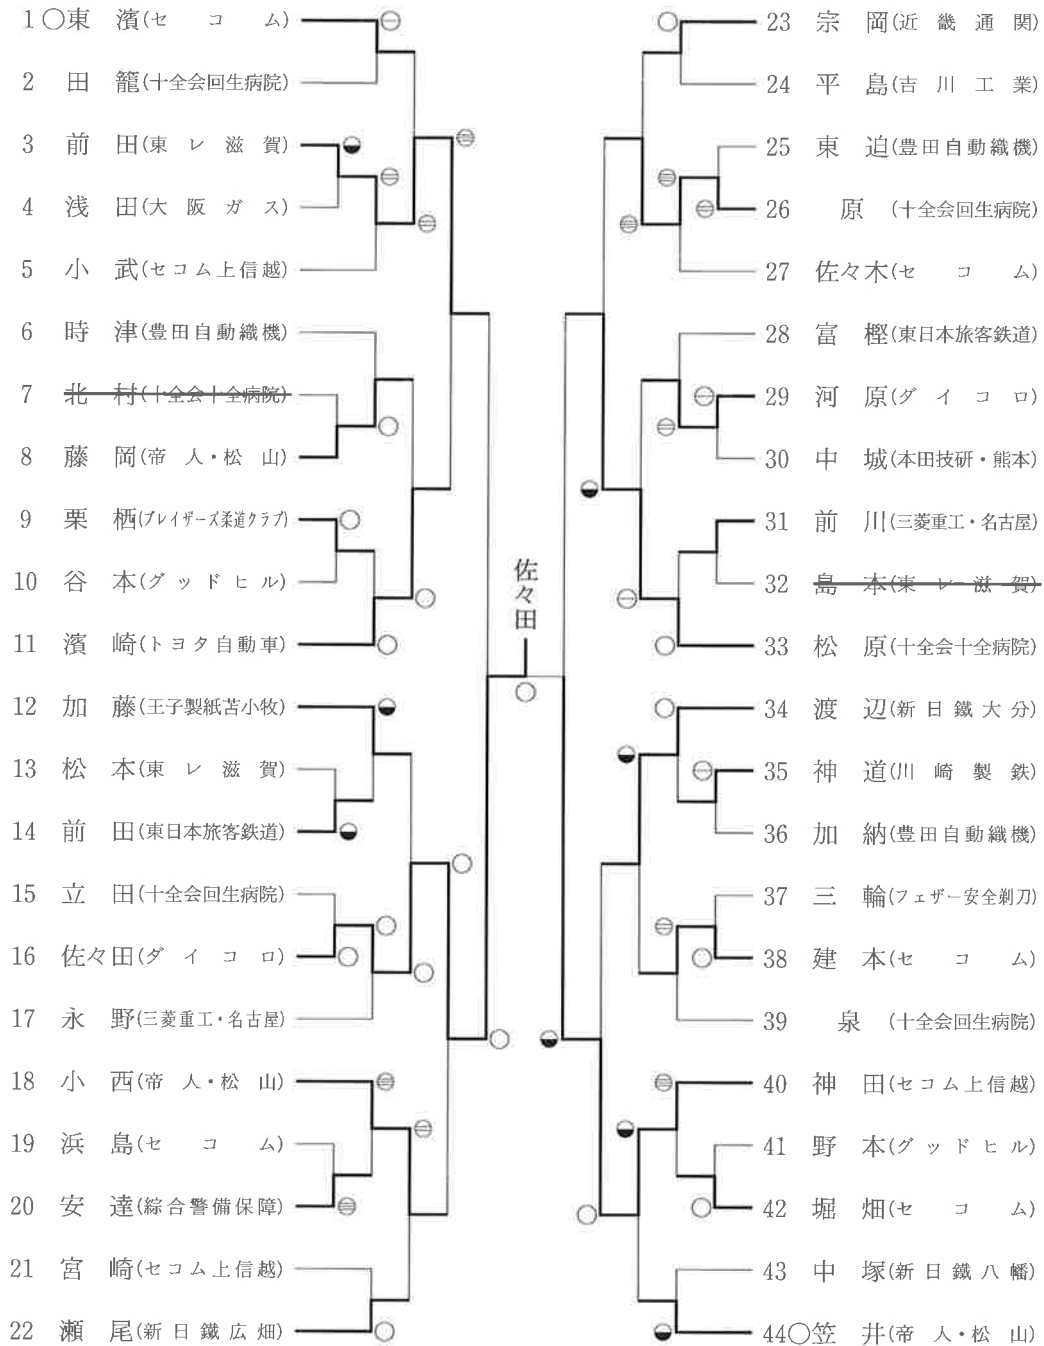 1○東濱(セコム)
2 田籠(十全会回生病院)
3 前田(東レ滋賀)
4 浅田(大阪ガス)
5 小武(セコム上信越)
6 時津(豊田自動織機)
7 北村(十全会十全病院)
8 藤岡(帝人・松山)
9 栗栖(ブレイザーズ柔道クラブ)
10 谷本(グッドヒル)
11 濱崎(トヨタ自動車)
12 加藤(王子製紙苫小牧)
13 松本(東レ滋賀)
14 前田(東日本旅客鉄道)
15 立田(十全会回生病院)
16 佐々田(ダイコロ)
17 永野(三菱重工・名古屋)
18 小西(帝人・松山)
19 浜島(セコム)
20 安達(綜合警備保障)
21 宮崎(セコム上信越)
22 瀬尾(新日鐵広畑)
佐々田
23 宗岡(近畿通関)
24 平島(吉川工業)
25 東迫(豊田自動織機)
26 原(十全会回生病院)
27 佐々木(セコム)
28 富樫(東日本旅客鉄道)
29 河原(ダイコロ)
30 中城(本田技研・熊本)
31 前川(三菱重工・名古屋)
32 島本(東レ滋賀)
33 松原(十全会十全病院)
34 渡辺(新日鐵大分)
35 神道(川崎製鉄)
36 加納(豊田自動織機)
37 三輪(フェザー安全剃刀)
38 建本(セコム)
39 泉(十全会回生病院)
40 神田(セコム上信越)
41 野本(グッドヒル)
42 堀畑(セコム)
43 中塚(新日鐵八幡)
44○笠井(帝人・松山)